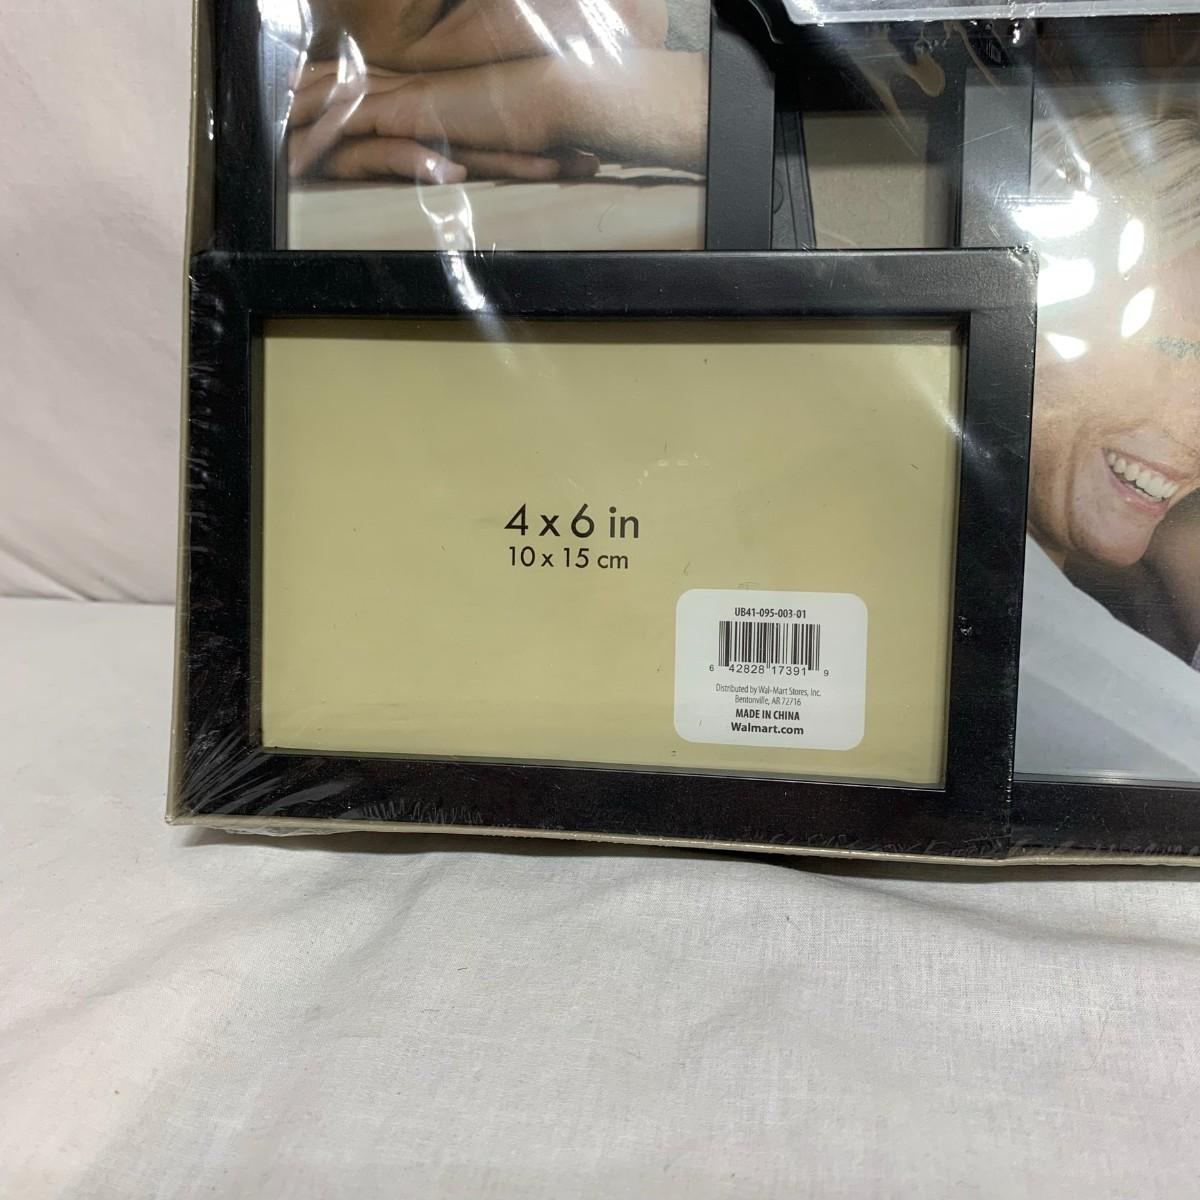 4 x 6 in
10 x 15 cm
UB41-095-003-01
6 42828 17391 9
Distributed by Wal-Mart Stores, Inc.
Bentonville, AR 72716
MADE IN CHINA
Walmart.com